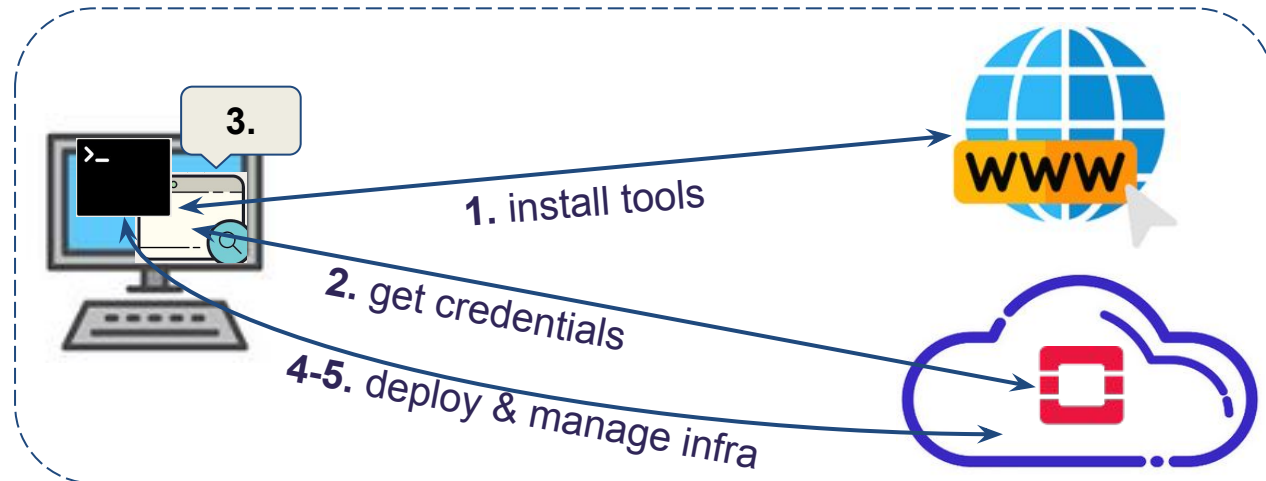 3.
>_
WWW
1. install tools
2. get credentials
4-5. deploy & manage infra